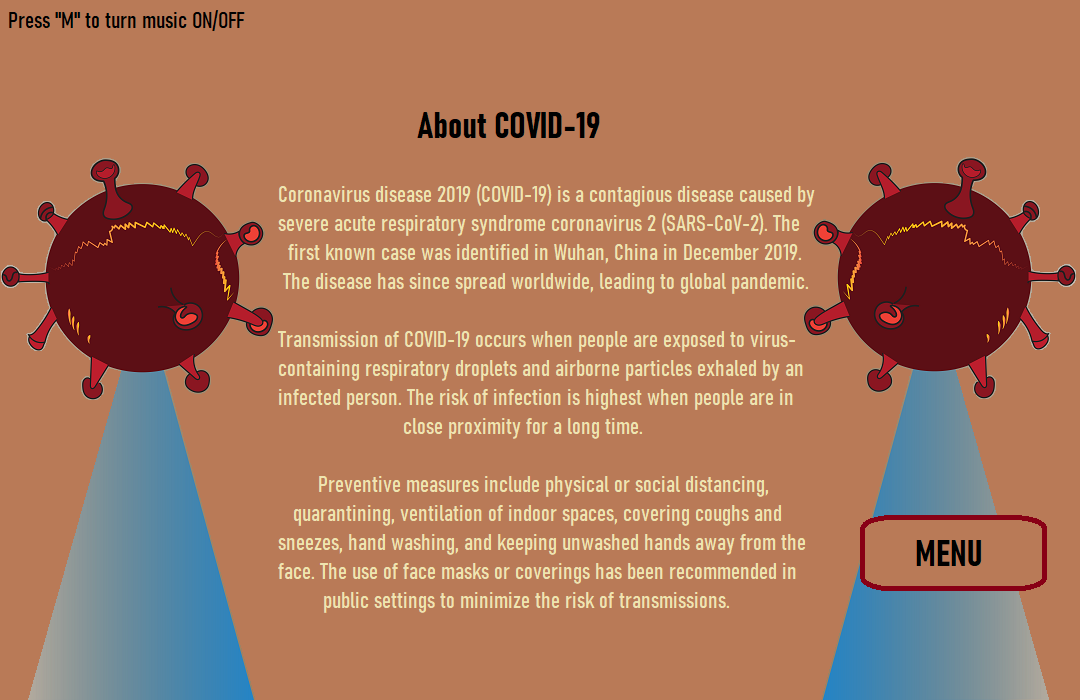 Press "M" to turn music ON/OFF
About COVID-19
Coronavirus disease 2019 (COVID-19) is a contagious disease caused by
severe acute respiratory syndrome coronavirus 2 (SARS-CoV-2). The
first known case was identified in Wuhan, China in December 2019.
The disease has since spread worldwide, leading to global pandemic.
Transmission of COVID-19 occurs when people are exposed to virus-
containing respiratory droplets and airborne particles exhaled by an
infected person. The risk of infection is highest when people are in
close proximity for a long time.
Preventive measures include physical or social distancing,
quarantining, ventilation of indoor spaces, covering coughs and
sneezes, hand washing, and keeping unwashed hands away from the
face. The use of face masks or coverings has been recommended in
public settings to minimize the risk of transmissions.
MENU